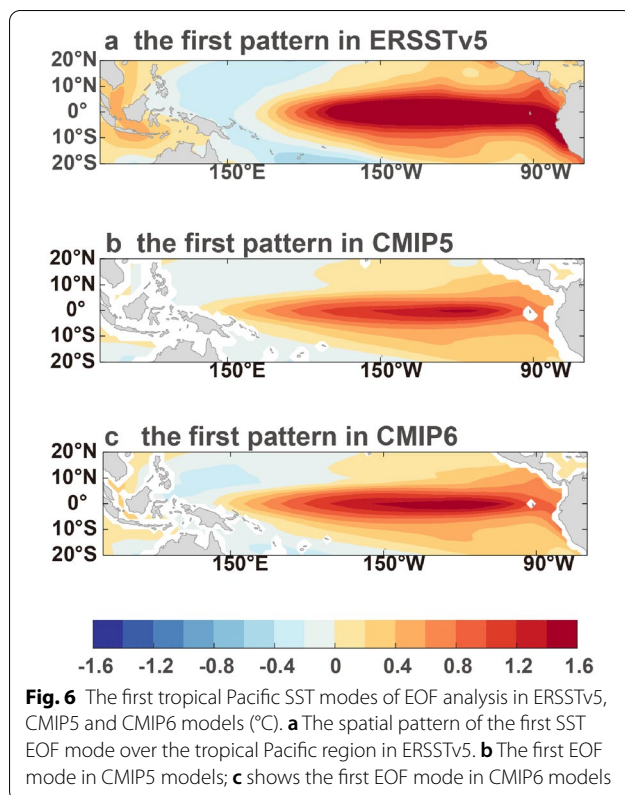 a the first pattern in ERSSTv5
20°N
10°N
0°
10°S
20°S
150°E 150°W 90°W
b the first pattern in CMIP5
20°N
10°N
0°
10°S
20°S
150°E 150°W 90°W
c the first pattern in CMIP6
20°N
10°N
0°
10°S
20°S
150°E 150°W 90°W
-1.6 -1.2 -0.8 -0.4 0 0.4 0.8 1.2 1.6
Fig. 6 The first tropical Pacific SST modes of EOF analysis in ERSSTv5,
CMIP5 and CMIP6 models (°C). a The spatial pattern of the first SST
EOF mode over the tropical Pacific region in ERSSTv5. b The first EOF
mode in CMIP5 models; c shows the first EOF mode in CMIP6 models